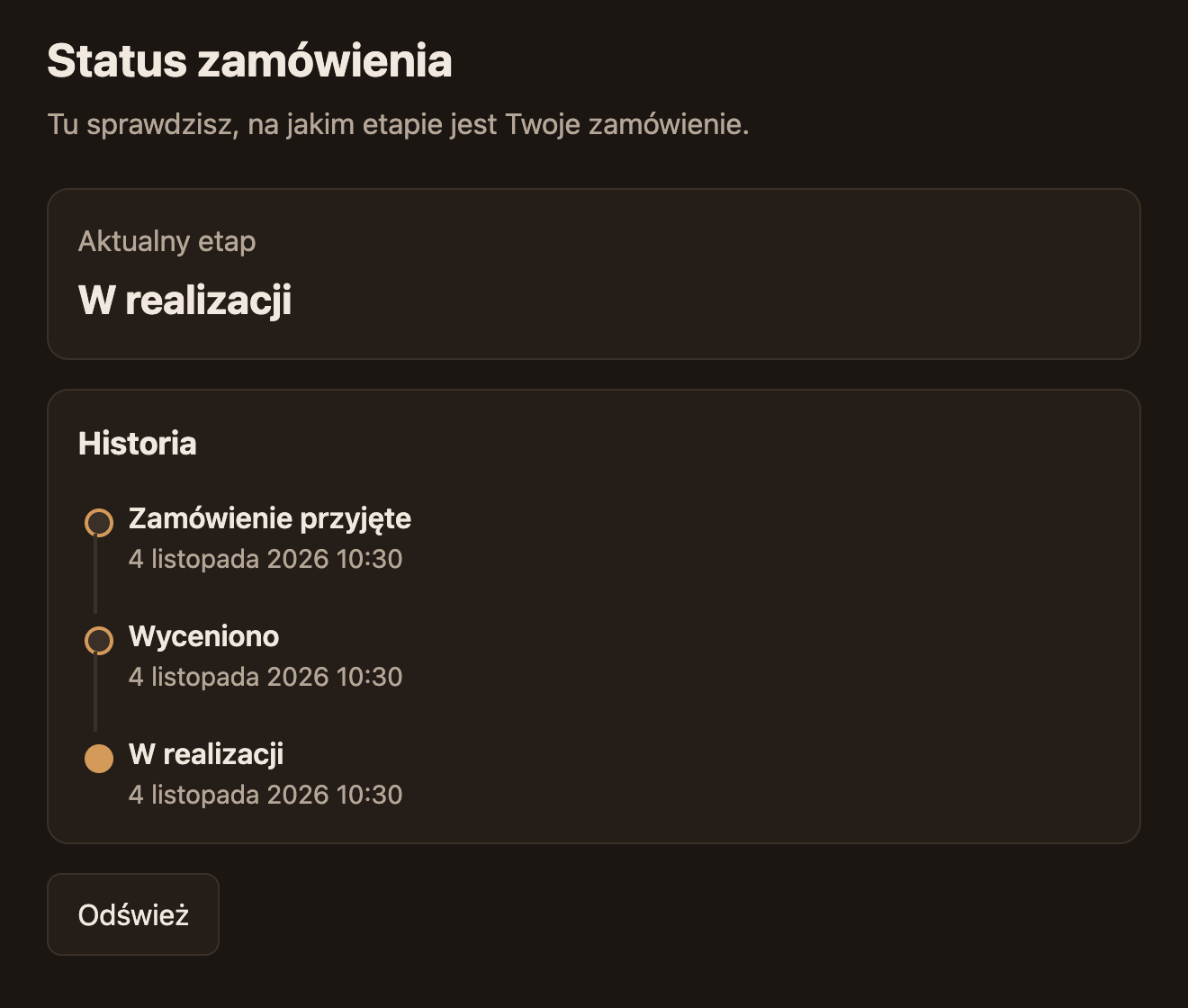 Status zamówienia
Tu sprawdzisz, na jakim etapie jest Twoje zamówienie.
Aktualny etap
W realizacji
Historia
Zamówienie przyjęte
4 listopada 2026 10:30
Wyceniono
4 listopada 2026 10:30
W realizacji
4 listopada 2026 10:30
Odśwież